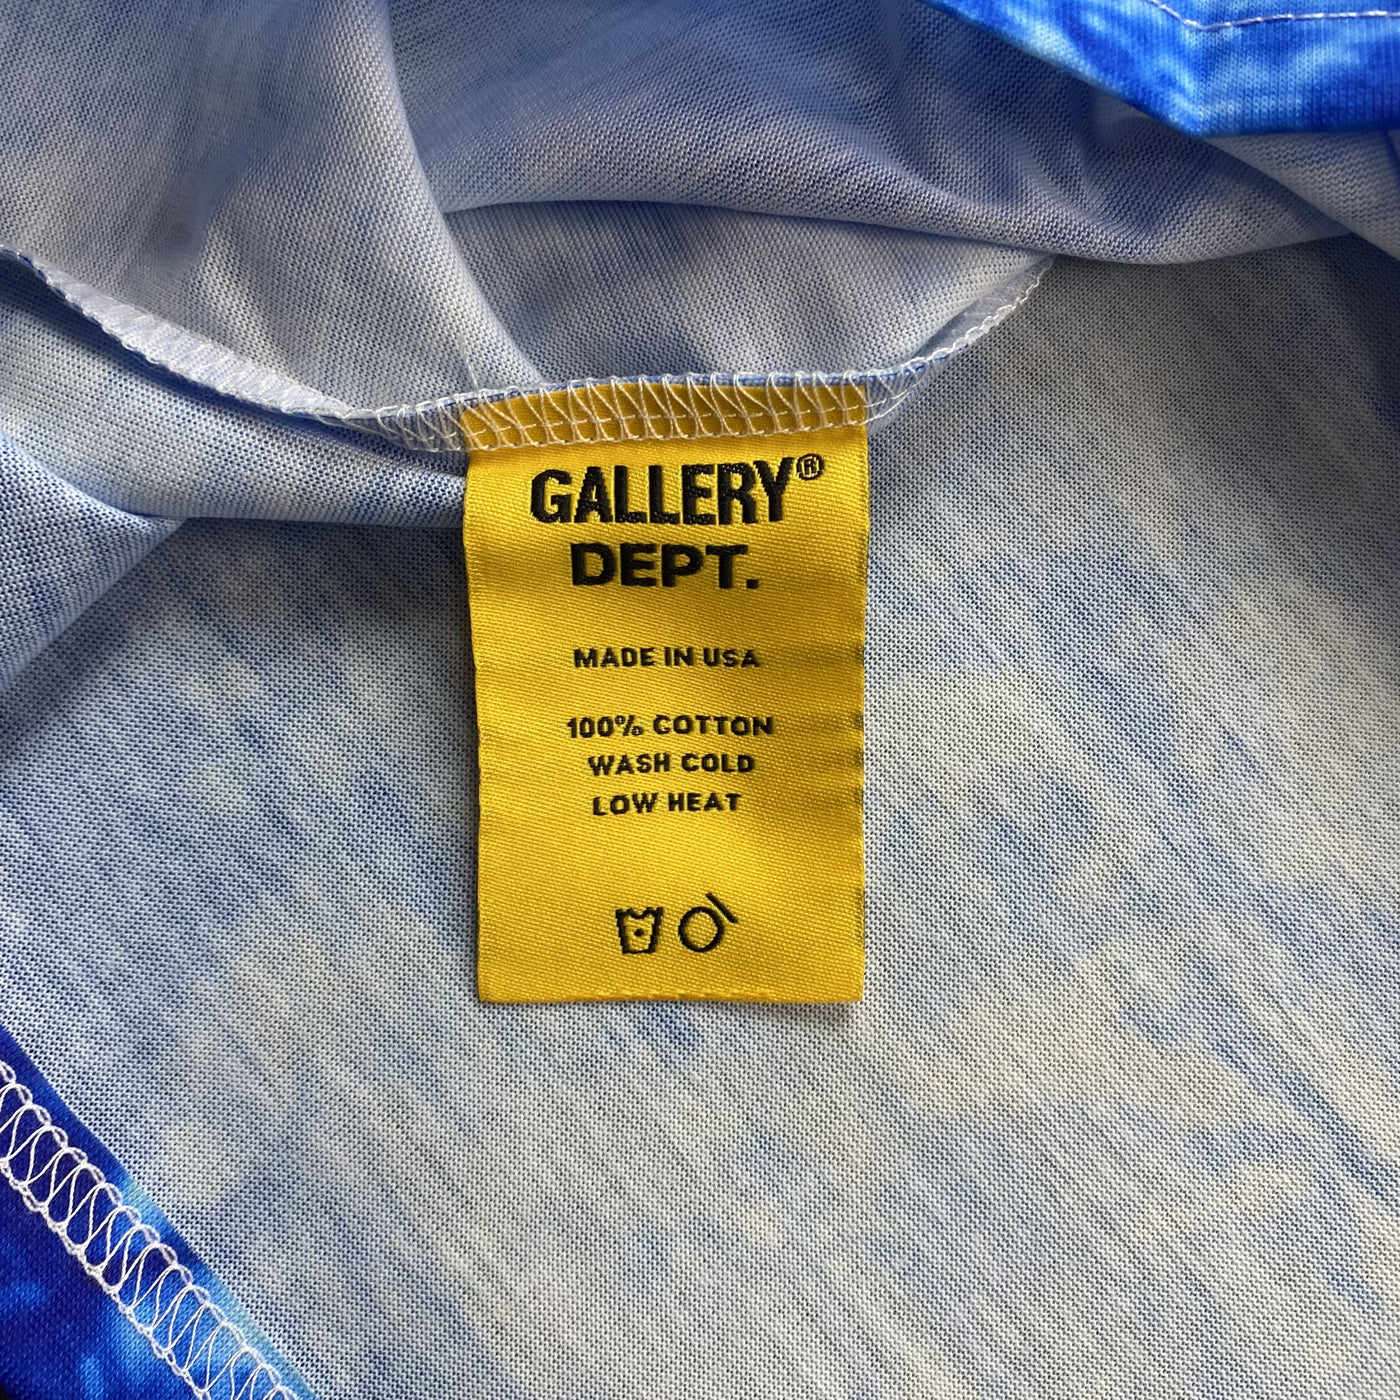 GALLERY®
DEPT.
MADE IN USA
100% COTTON
WASH COLD
LOW HEAT